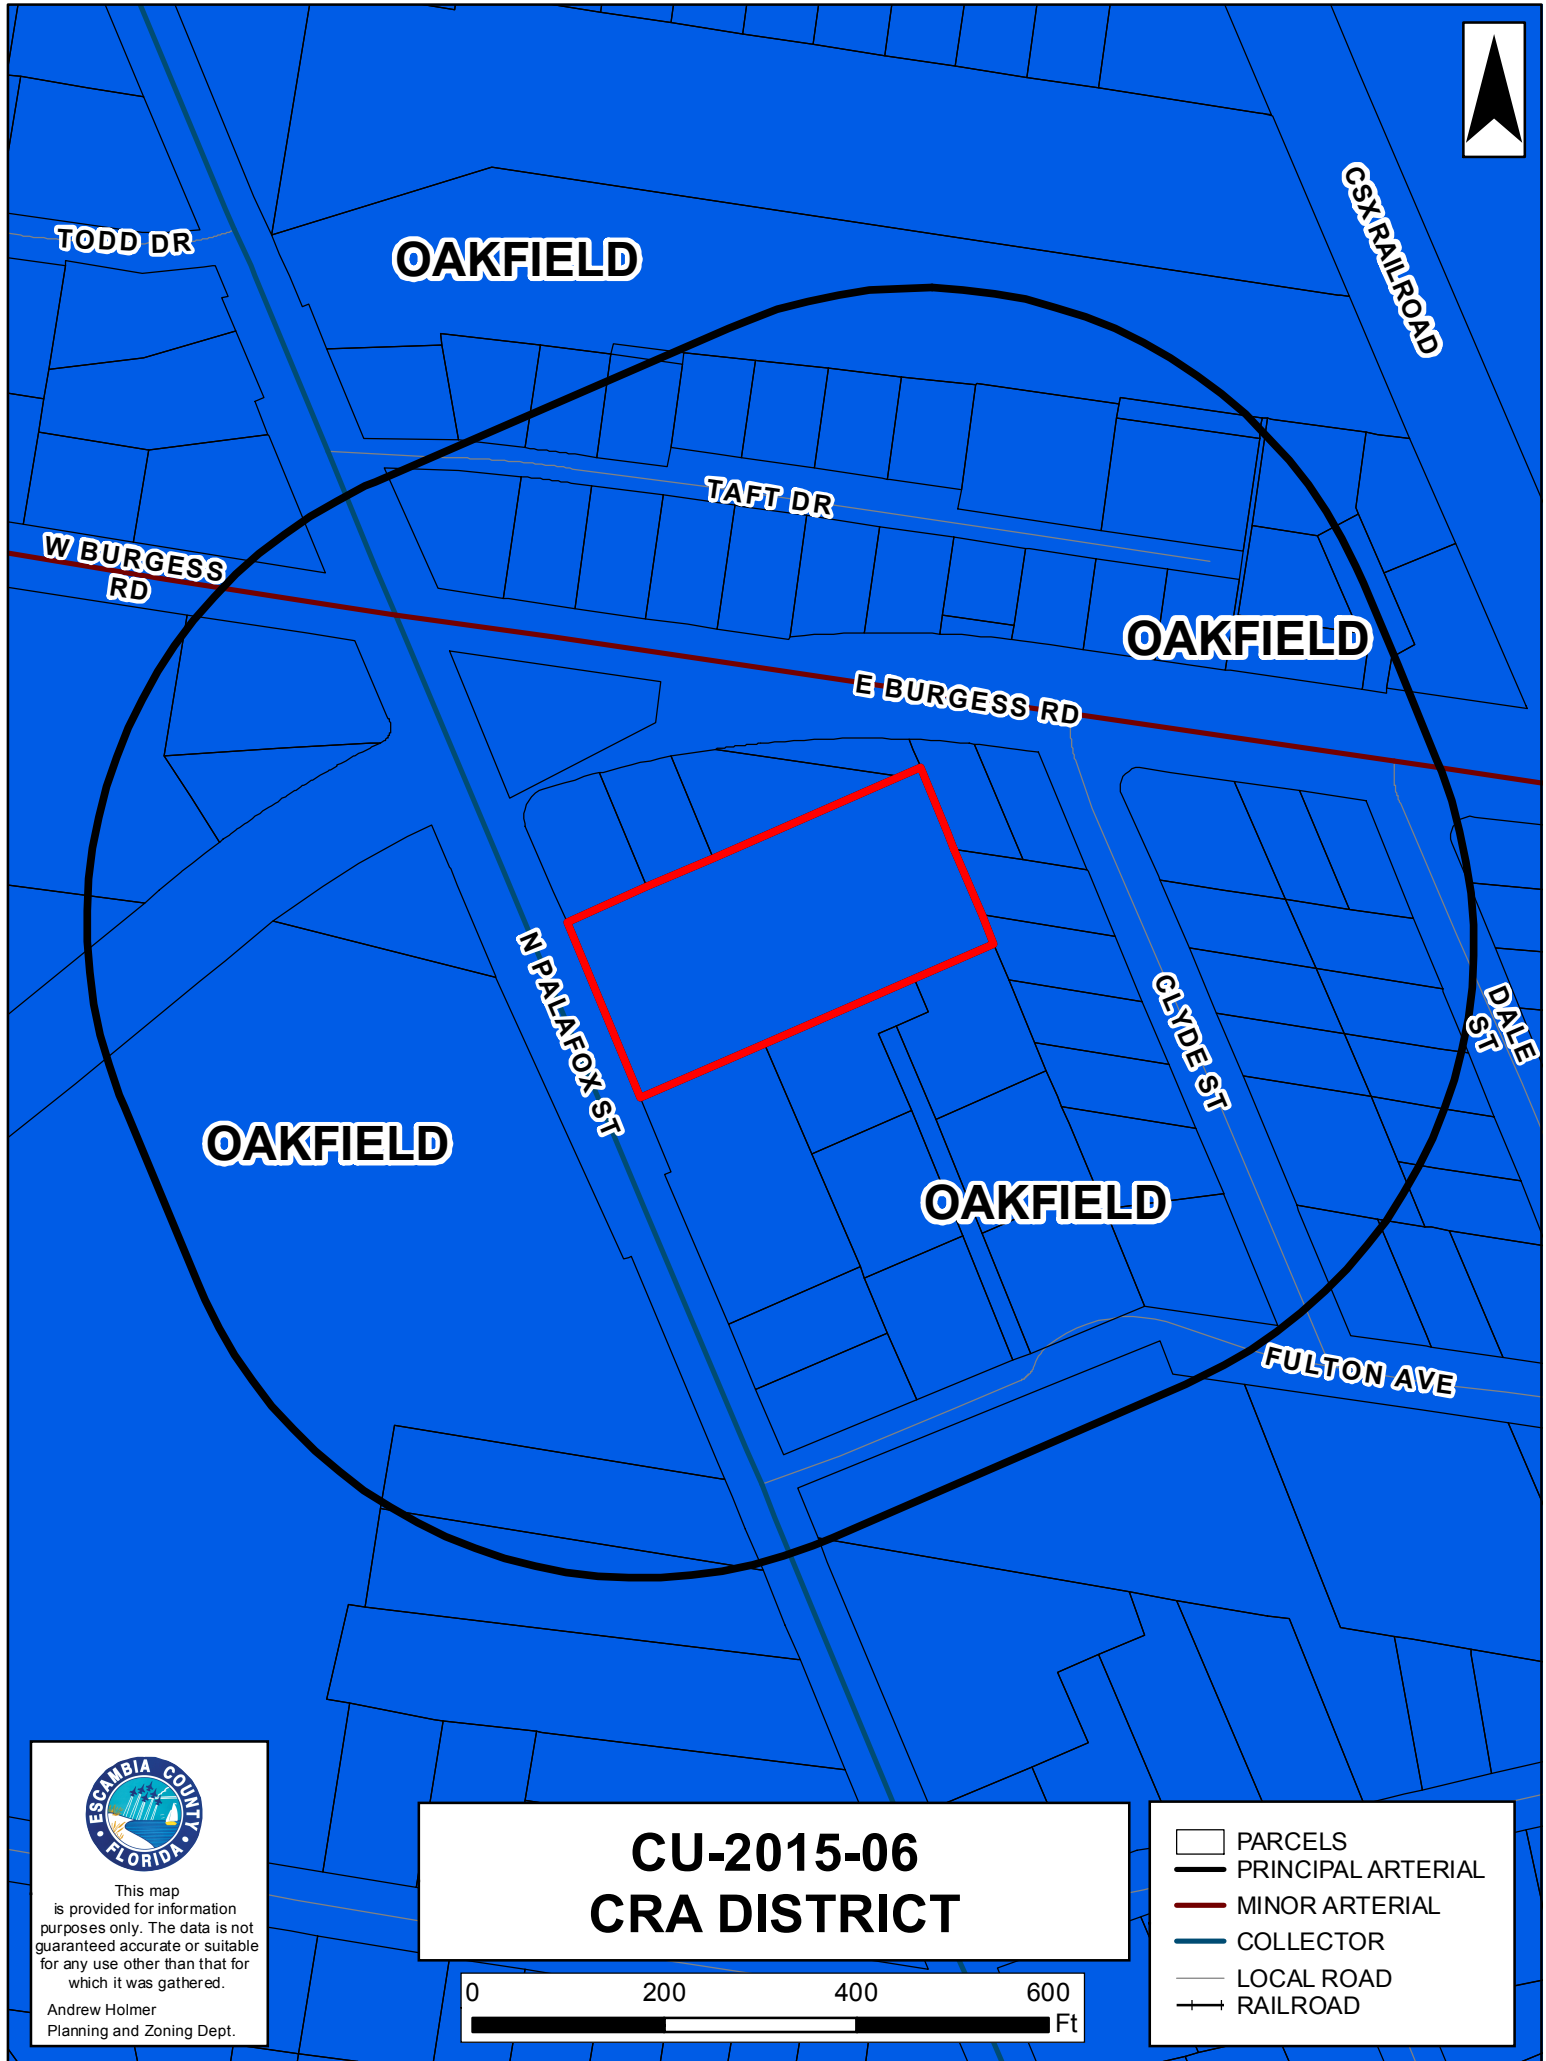 TODD DR
OAKFIELD
CSX RAILROAD
TAFT DR
W BURGESS
RD
OAKFIELD
E BURGESS RD
N PALAFOX ST
CLYDE ST
DALE
ST
OAKFIELD
OAKFIELD
FULTON AVE
ESCAMBIA COUNTY
FLORIDA
This map
is provided for information
purposes only. The data is not
guaranteed accurate or suitable
for any use other than that for
which it was gathered.
Andrew Holmer
Planning and Zoning Dept.
CU-2015-06
CRA DISTRICT
0 200 400 600
Ft
PARCELS
PRINCIPAL ARTERIAL
MINOR ARTERIAL
COLLECTOR
LOCAL ROAD
RAILROAD